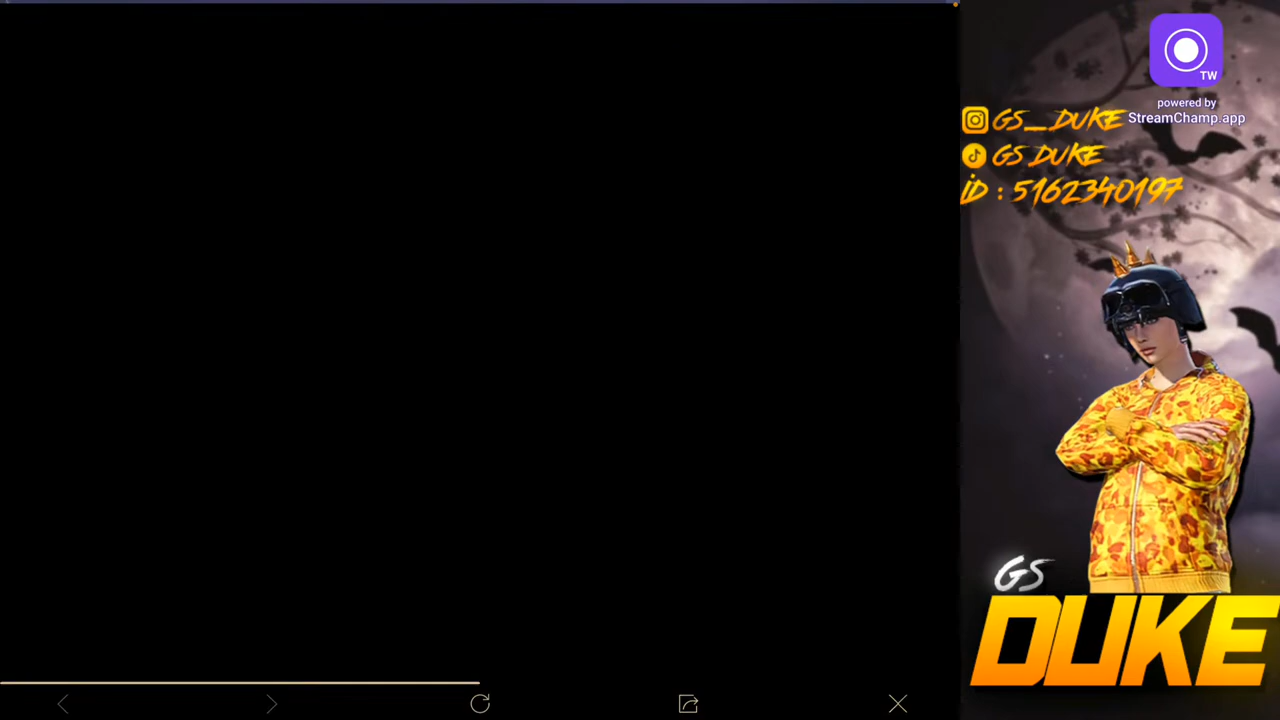 TW
powered by
StreamChamp.app
GS_DUKE
GS DUKE
iD : 5162340197
GS
DUKE